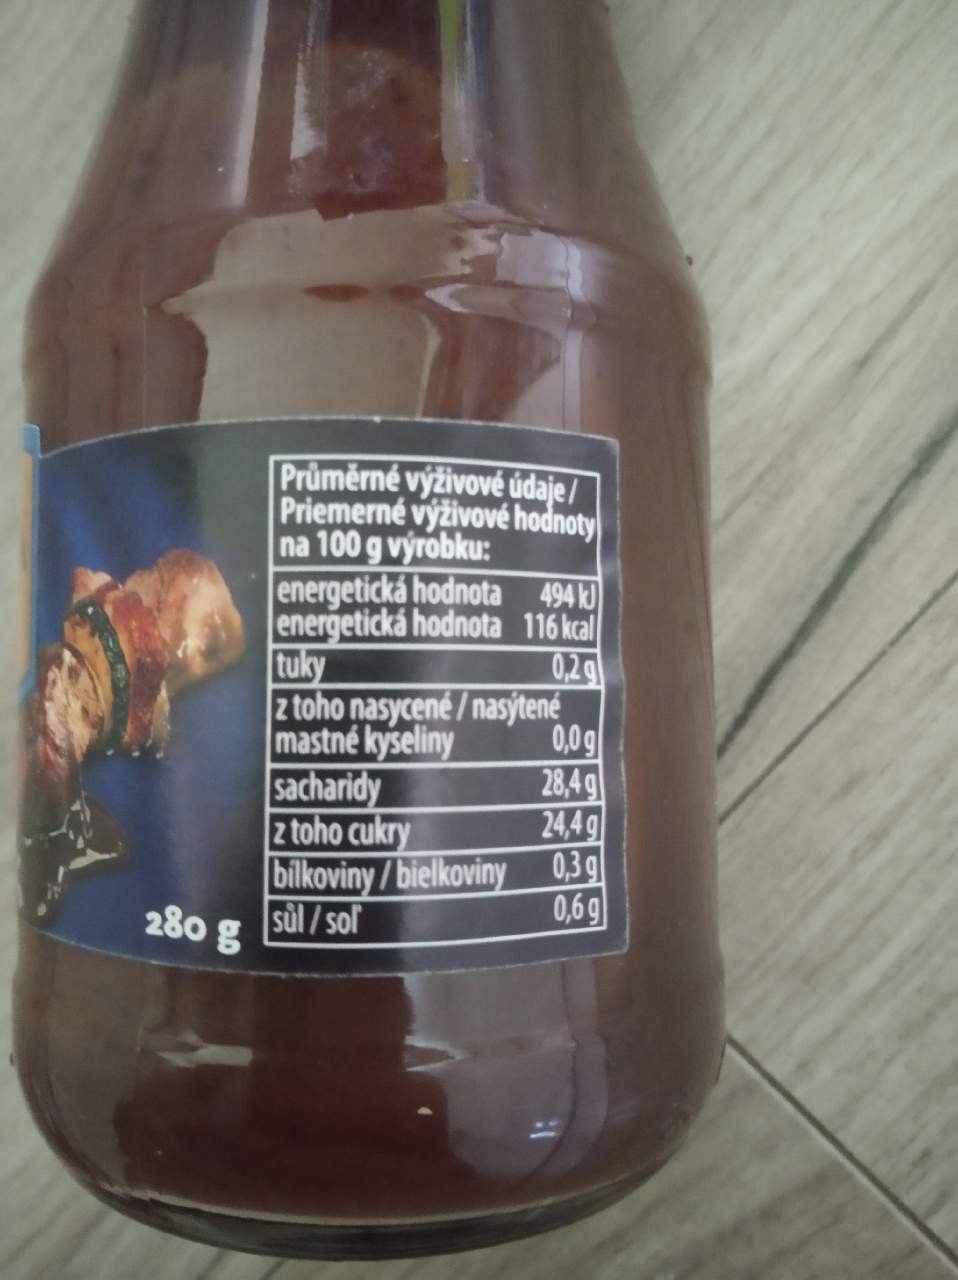 Průměrné výživové údaje /
Priemerné výživové hodnoty
na 100 g výrobku:
energetická hodnota 494 kJ
energetická hodnota 116 kcal
tuky 0,2 g
z toho nasycené / nasýtené
mastné kyseliny 0,0 g
sacharidy 28,4 g
z toho cukry 24,4 g
bílkoviny / bielkoviny 0,3 g
sůl / soľ 0,6 g
280 g